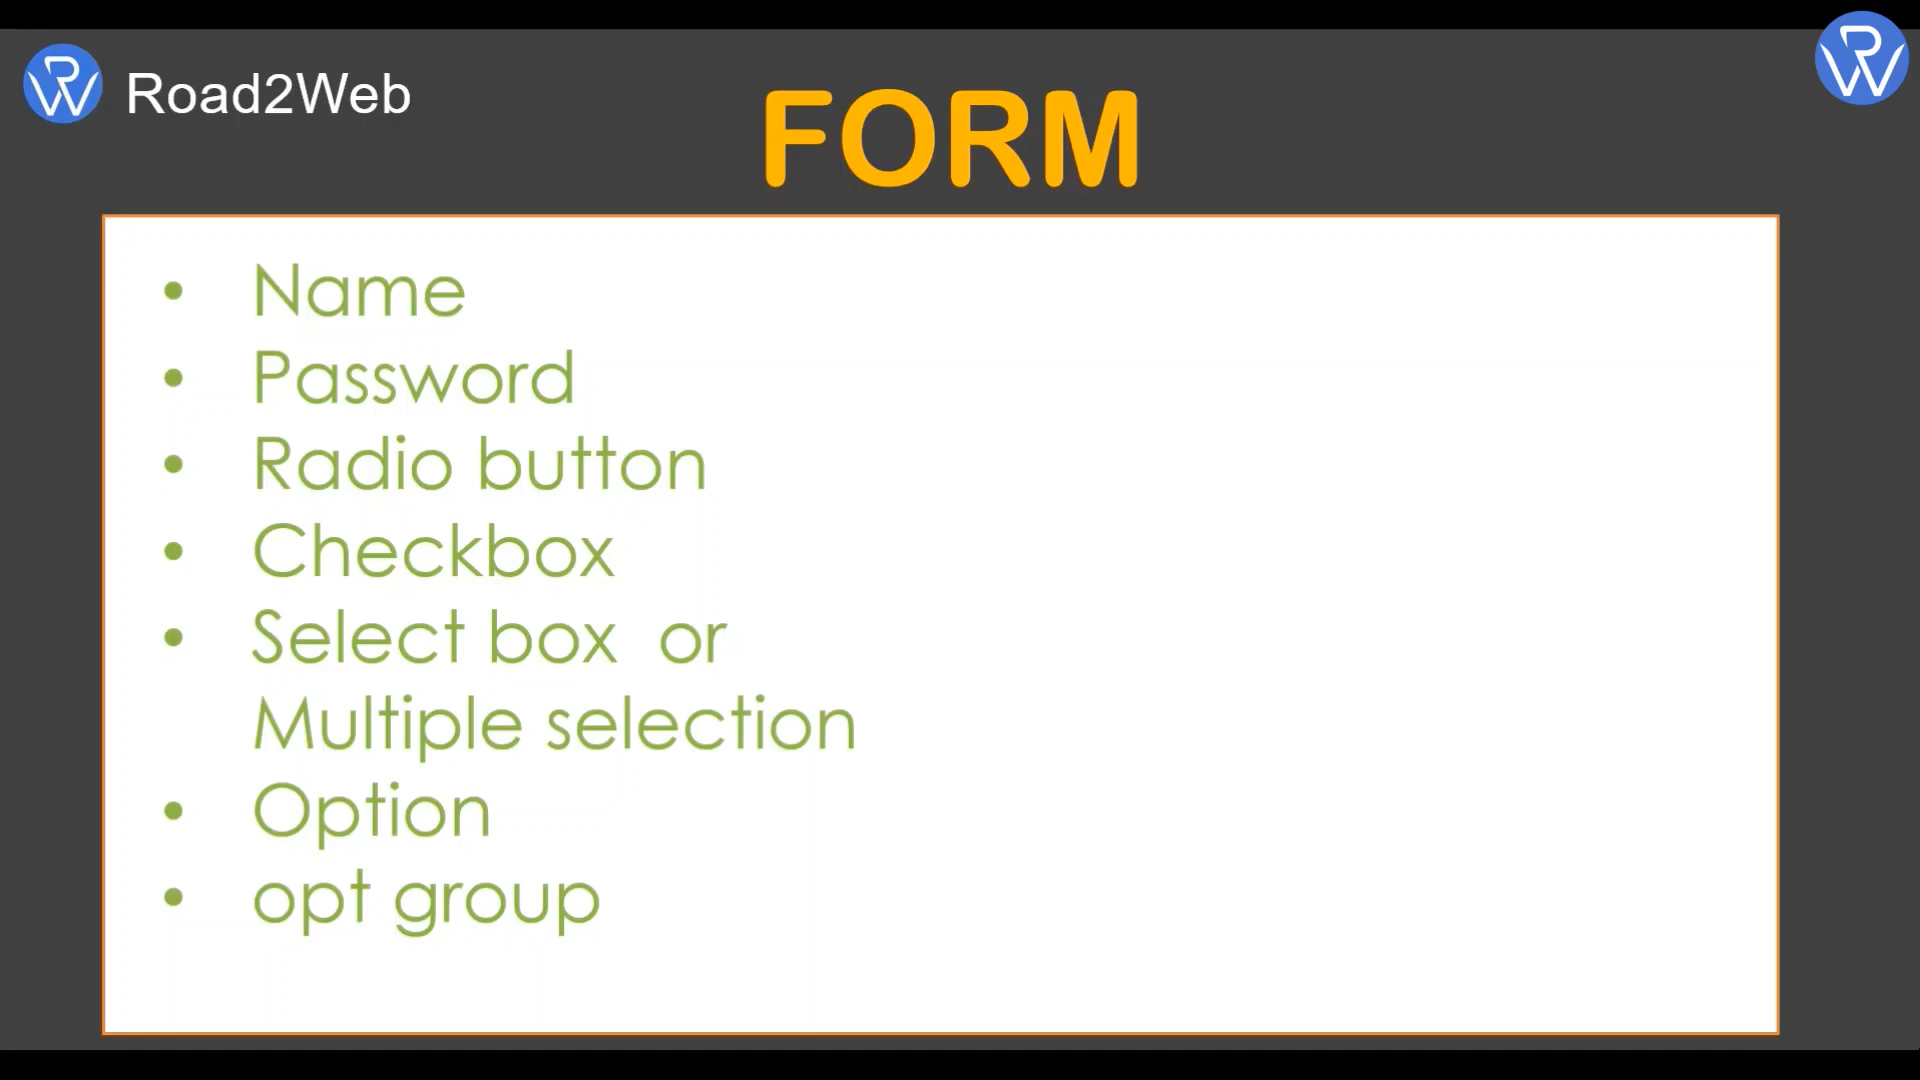 Road2Web
FORM
• Name
• Password
• Radio button
• Checkbox
• Select box or
Multiple selection
• Option
• opt group